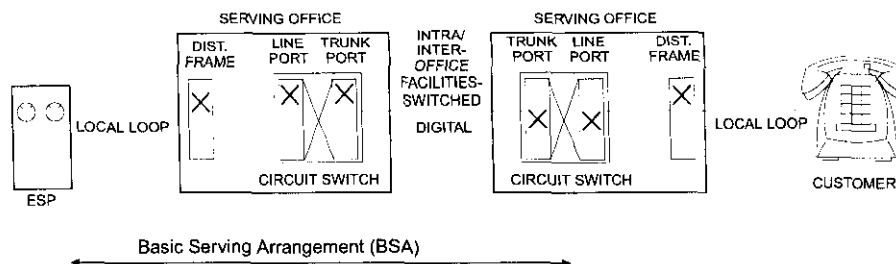 SERVING OFFICE
DIST. FRAME
LINE PORT
TRUNK PORT
CIRCUIT SWITCH
ESP
LOCAL LOOP
INTRA/
INTER-
OFFICE
FACILITIES-
SWITCHED
DIGITAL
SERVING OFFICE
TRUNK PORT
LINE PORT
DIST. FRAME
CIRCUIT SWITCH
LOCAL LOOP
CUSTOMER
Basic Serving Arrangement (BSA)